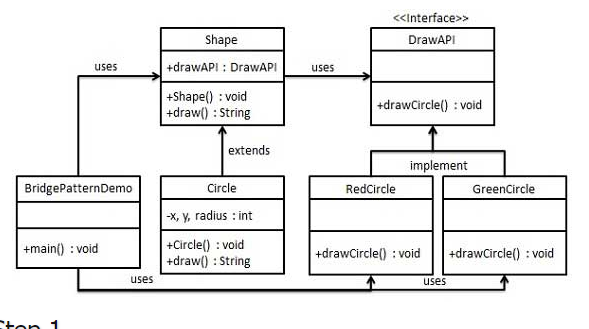 <<Interface>>
Shape
DrawAPI
+drawAPI : DrawAPI
uses
uses
+Shape() : void
+draw() : String
+drawCircle() : void
extends
implement
BridgePatternDemo
Circle
RedCircle
GreenCircle
-x, y, radius : int
+main() : void
+Circle() : void
+draw() : String
+drawCircle() : void
+drawCircle() : void
uses
uses
Step 1